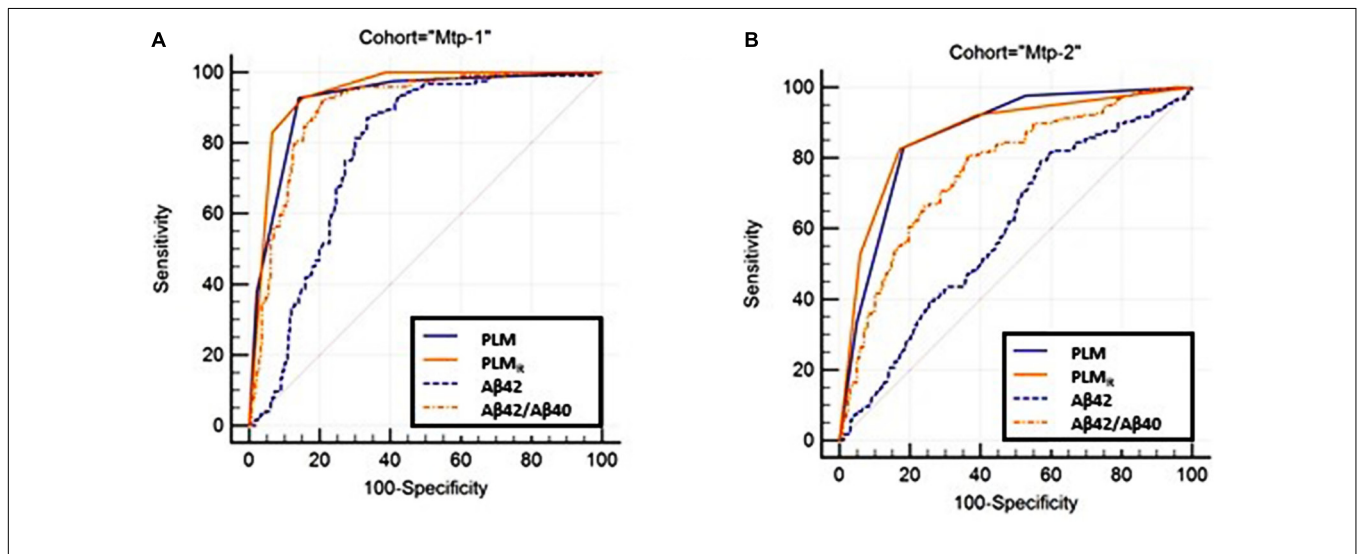 A
Cohort="Mtp-1"
Sensitivity
100
80
60
40
20
0
PLM
PLM_R
Aβ42
Aβ42/Aβ40
0 20 40 60 80 100
100-Specificity
B
Cohort="Mtp-2"
Sensitivity
100
80
60
40
20
0
PLM
PLM_R
Aβ42
Aβ42/Aβ40
0 20 40 60 80 100
100-Specificity